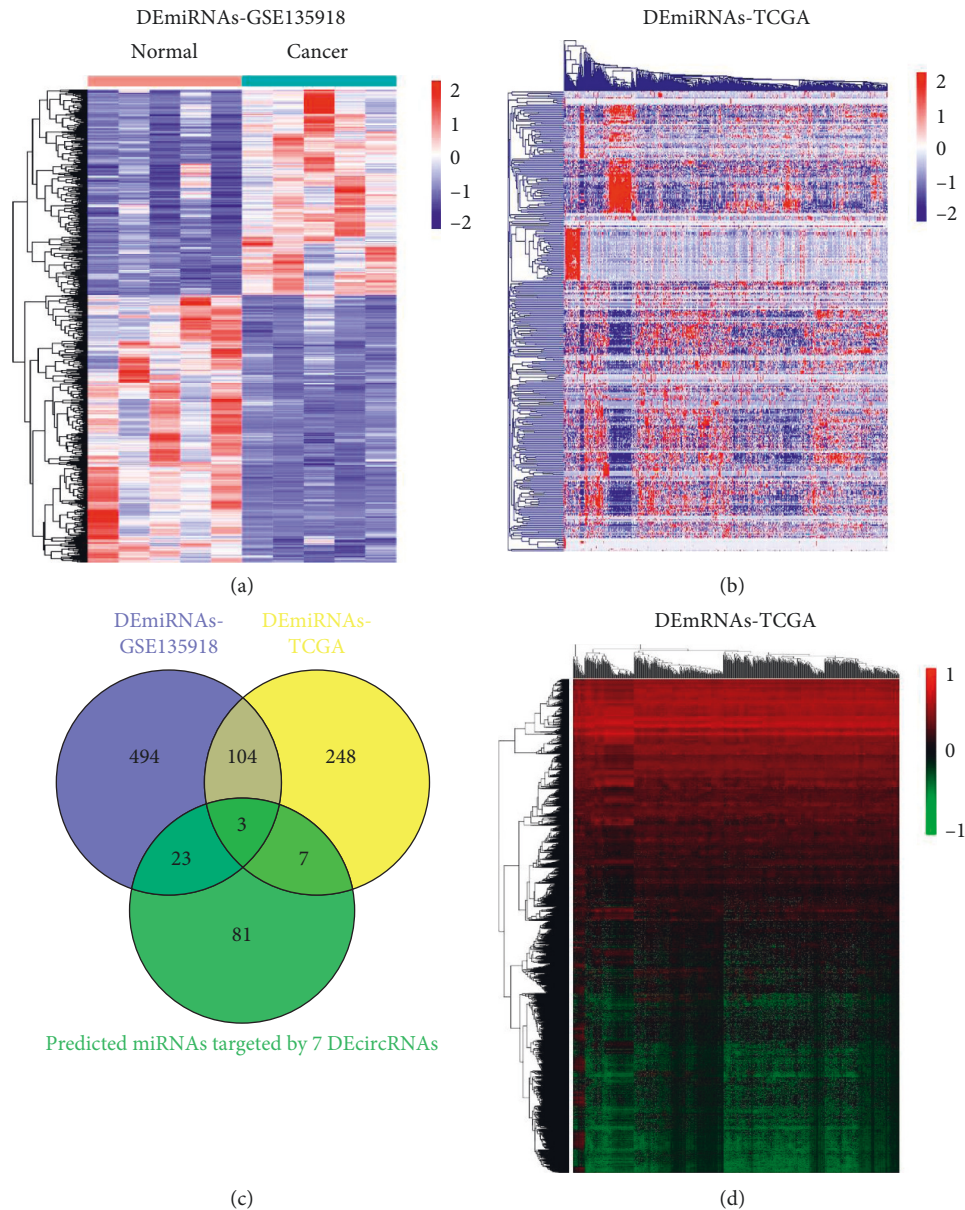 DEmiRNAs-GSE135918
Normal
Cancer
2
1
0
−1
−2
(a)
DEmiRNAs-TCGA
2
1
0
−1
−2
(b)
DEmiRNAs-
GSE135918
DEmiRNAs-
TCGA
494
104
248
3
23
7
81
Predicted miRNAs targeted by 7 DEcircRNAs
(c)
DEmRNAs-TCGA
1
0
−1
(d)